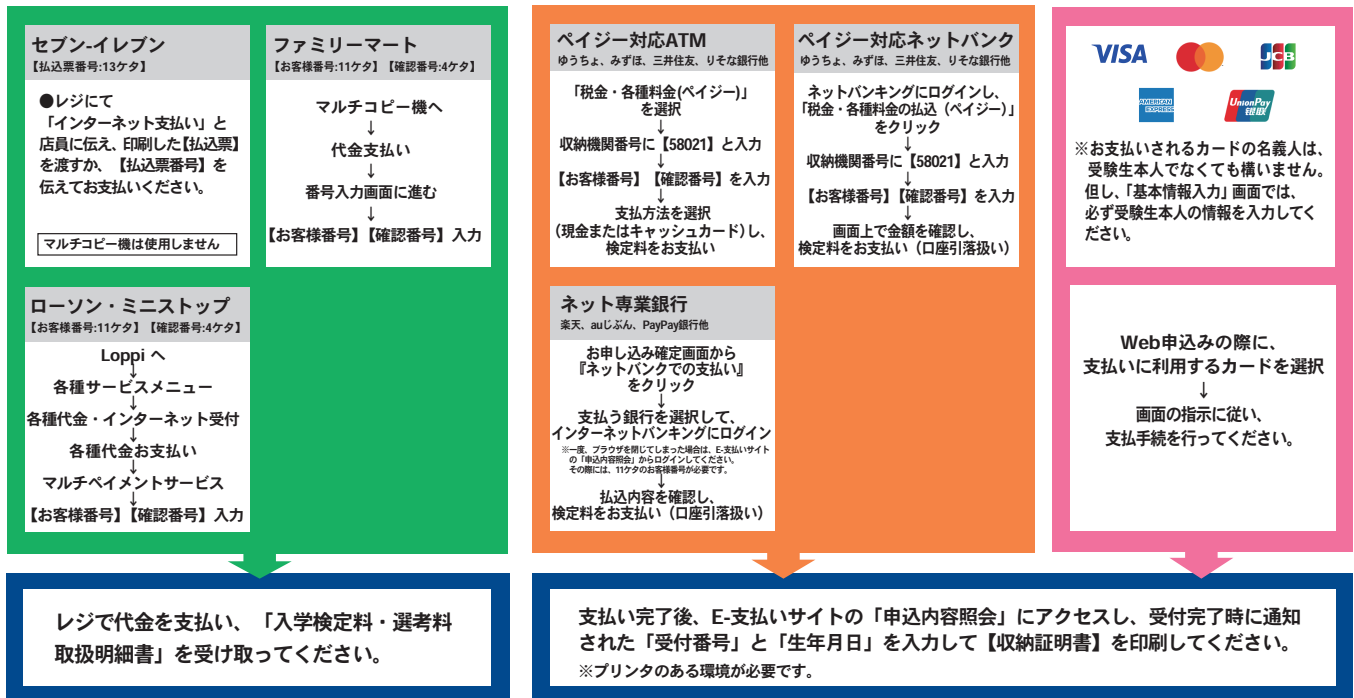 セブン-イレブン
【払込票番号:13ケタ】
●レジにて
「インターネット支払い」と
店員に伝え、印刷した【払込票】
を渡すか、【払込票番号】を
伝えてお支払いください。
マルチコピー機は使用しません
ファミリーマート
【お客様番号:11ケタ】【確認番号:4ケタ】
マルチコピー機へ
↓
代金支払い
↓
番号入力画面に進む
↓
【お客様番号】【確認番号】入力
ローソン・ミニストップ
【お客様番号:11ケタ】【確認番号:4ケタ】
Loppi へ
↓
各種サービスメニュー
↓
各種代金・インターネット受付
↓
各種代金お支払い
↓
マルチペイメントサービス
↓
【お客様番号】【確認番号】入力
ペイジー対応ATM
ゆうちょ、みずほ、三井住友、りそな銀行他
「税金・各種料金(ペイジー)」
を選択
↓
収納機関番号に【58021】と入力
↓
【お客様番号】【確認番号】を入力
↓
支払方法を選択
(現金またはキャッシュカード)し、
検定料をお支払い
ペイジー対応ネットバンク
ゆうちょ、みずほ、三井住友、りそな銀行他
ネットバンキングにログインし、
「税金・各種料金の払込(ペイジー)」
をクリック
↓
収納機関番号に【58021】と入力
↓
【お客様番号】【確認番号】を入力
↓
画面上で金額を確認し、
検定料をお支払い(口座引落扱い)
ネット専業銀行
楽天、auじぶん、PayPay銀行他
お申し込み確定画面から
『ネットバンクでの支払い』
をクリック
↓
支払う銀行を選択して、
インターネットバンキングにログイン
※一度、ブラウザを閉じてしまった場合は、E-支払いサイト
の「申込内容照会」からログインしてください。
その際には、11ケタのお客様番号が必要です。
↓
払込内容を確認し、
検定料をお支払い(口座引落扱い)
VISA
JCB
AMERICAN
EXPRESS
UnionPay
银联
※お支払いされるカードの名義人は、
受験生本人でなくても構いません。
但し、「基本情報入力」画面では、
必ず受験生本人の情報を入力してく
ださい。
Web申込みの際に、
支払いに利用するカードを選択
↓
画面の指示に従い、
支払手続を行ってください。
レジで代金を支払い、「入学検定料・選考料
取扱明細書」を受け取ってください。
支払い完了後、E-支払いサイトの「申込内容照会」にアクセスし、受付完了時に通知
された「受付番号」と「生年月日」を入力して【収納証明書】を印刷してください。
※プリンタのある環境が必要です。